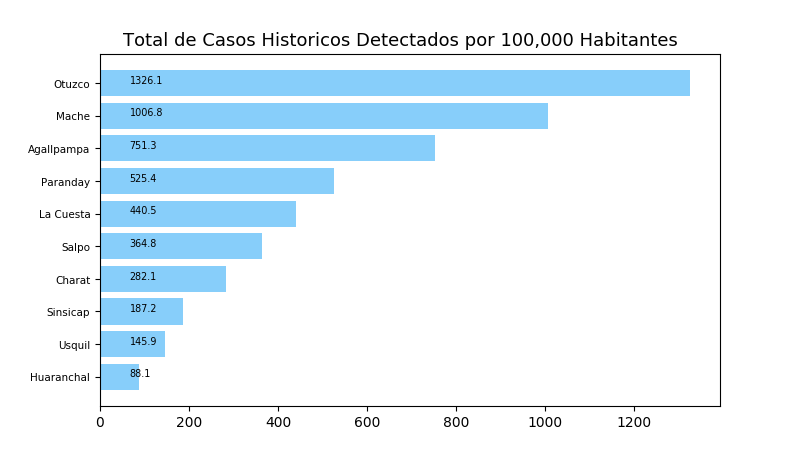 Total de Casos Historicos Detectados por 100,000 Habitantes
Otuzco 1326.1
Mache 1006.8
Agallpampa 751.3
Paranday 525.4
La Cuesta 440.5
Salpo 364.8
Charat 282.1
Sinsicap 187.2
Usquil 145.9
Huaranchal 88.1
0 200 400 600 800 1000 1200